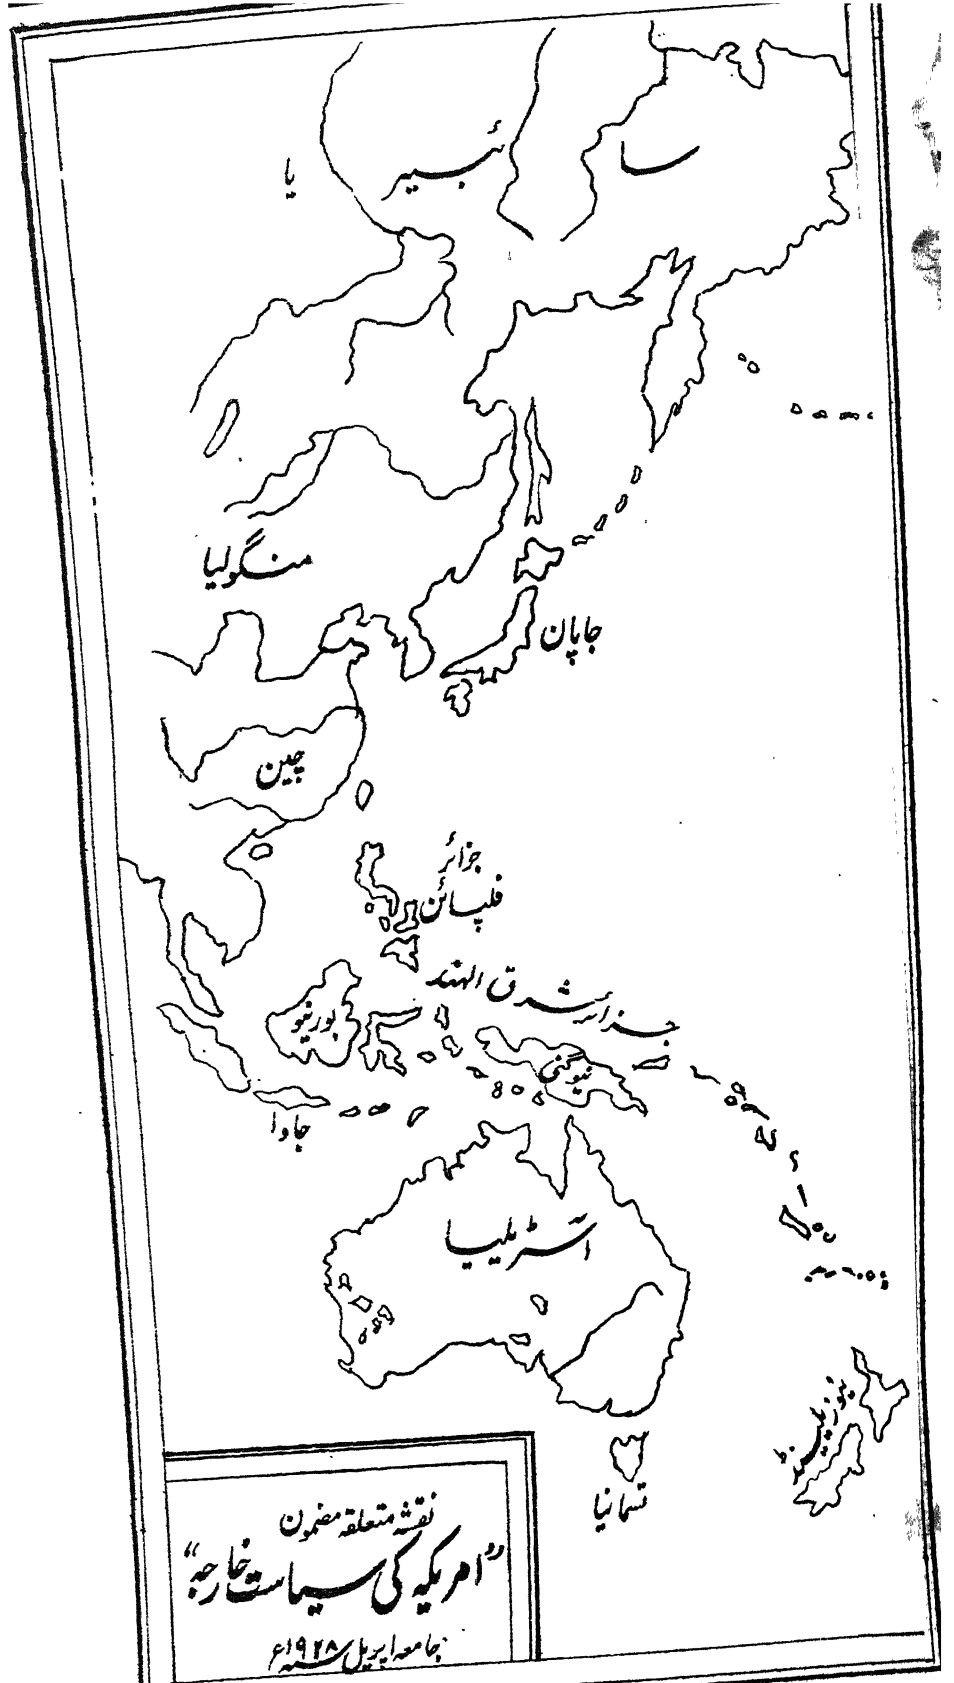 سائبیریا
منگولیا
جاپان
چین
جزائر
فلپائن
جزائر شرق الہند
بورنیو
نیوگنی
جاوا
آسٹریلیا
نیوزیلینڈ
تسمانیا
نقشہ متعلقہ مضمون
”امریکہ کی سیاست خارجہ“
جامعہ اپریل سنہ ۱۹۲۸ء